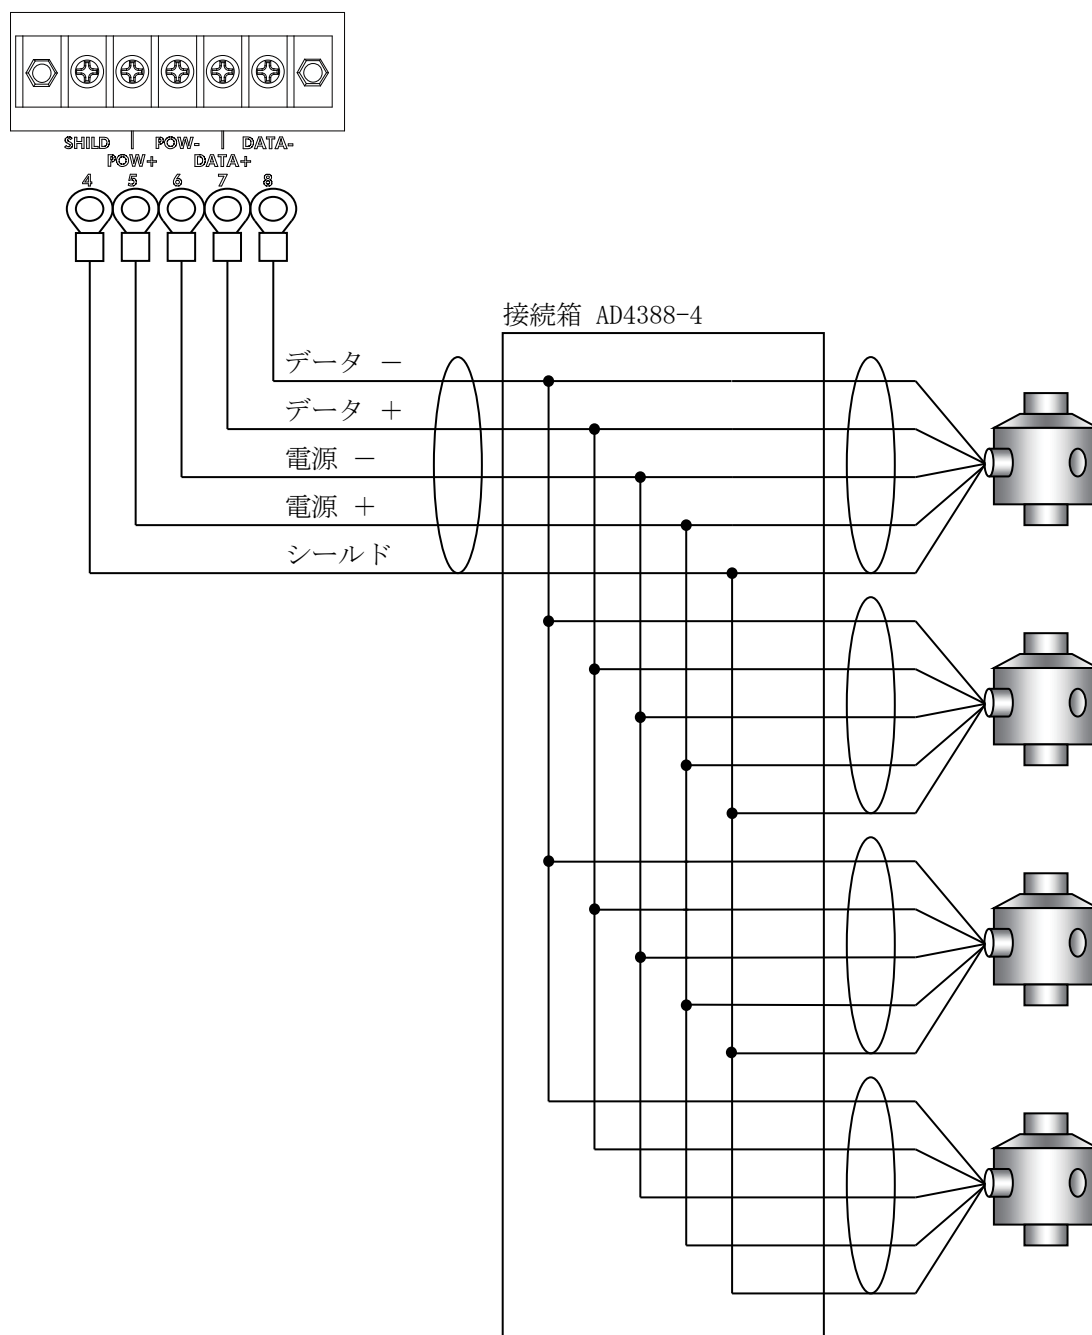 SHILD POW- DATA-
POW+ DATA+
4 5 6 7 8
接続箱 AD4388-4
データ －
データ ＋
電源 －
電源 ＋
シールド